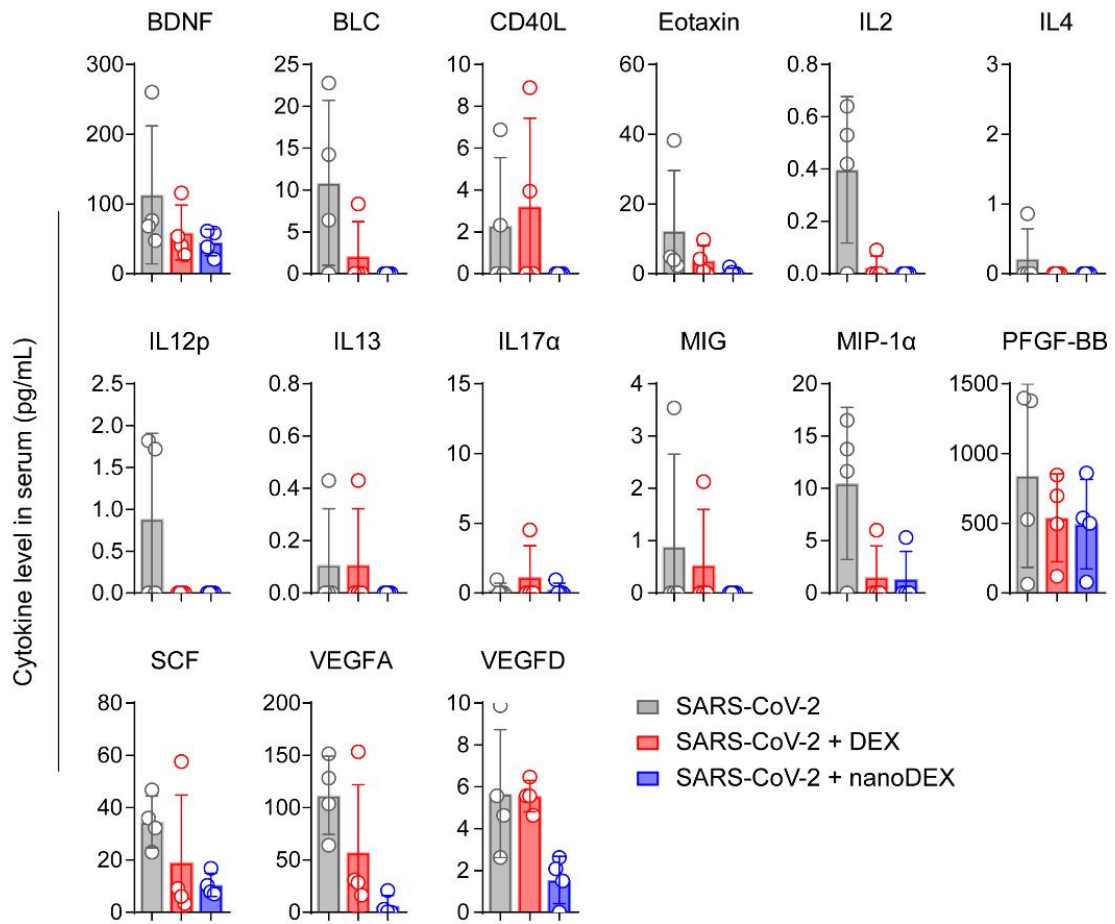 BDNF BLC CD40L Eotaxin IL2 IL4
300 25 10 60 0.8 3
20 8 0.6
200 15 6 40 2
0.4
100 10 4 20 1
5 2 0.2
0 0 0 0 0.0 0
IL12p IL13 IL17α MIG MIP-1α PFGF-BB
2.5 0.8 15 4 20 1500
2.0 0.6 3 15
1.5 10 1000
0.4 2 10
1.0 5 500
0.5 0.2 1 5
0.0 0.0 0 0 0 0
SCF VEGFA VEGFD
80 200 10
60 150 8
6
40 100
4
20 50 2
0 0 0
Cytokine level in serum (pg/mL)
SARS-CoV-2
SARS-CoV-2 + DEX
SARS-CoV-2 + nanoDEX